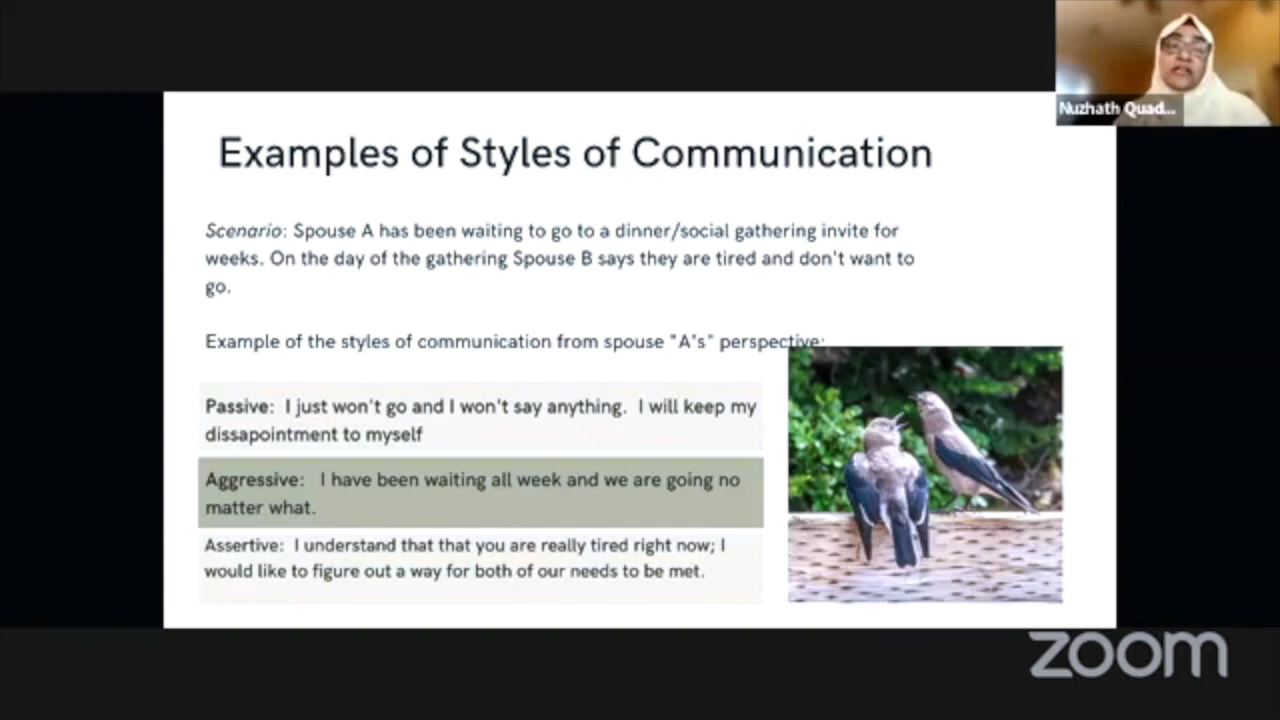 Nuzhath Quad...
Examples of Styles of Communication
Scenario: Spouse A has been waiting to go to a dinner/social gathering invite for
weeks. On the day of the gathering Spouse B says they are tired and don't want to
go.
Example of the styles of communication from spouse "A's" perspective:
Passive: I just won't go and I won't say anything. I will keep my
dissapointment to myself
Aggressive: I have been waiting all week and we are going no
matter what.
Assertive: I understand that that you are really tired right now; I
would like to figure out a way for both of our needs to be met.
zoom